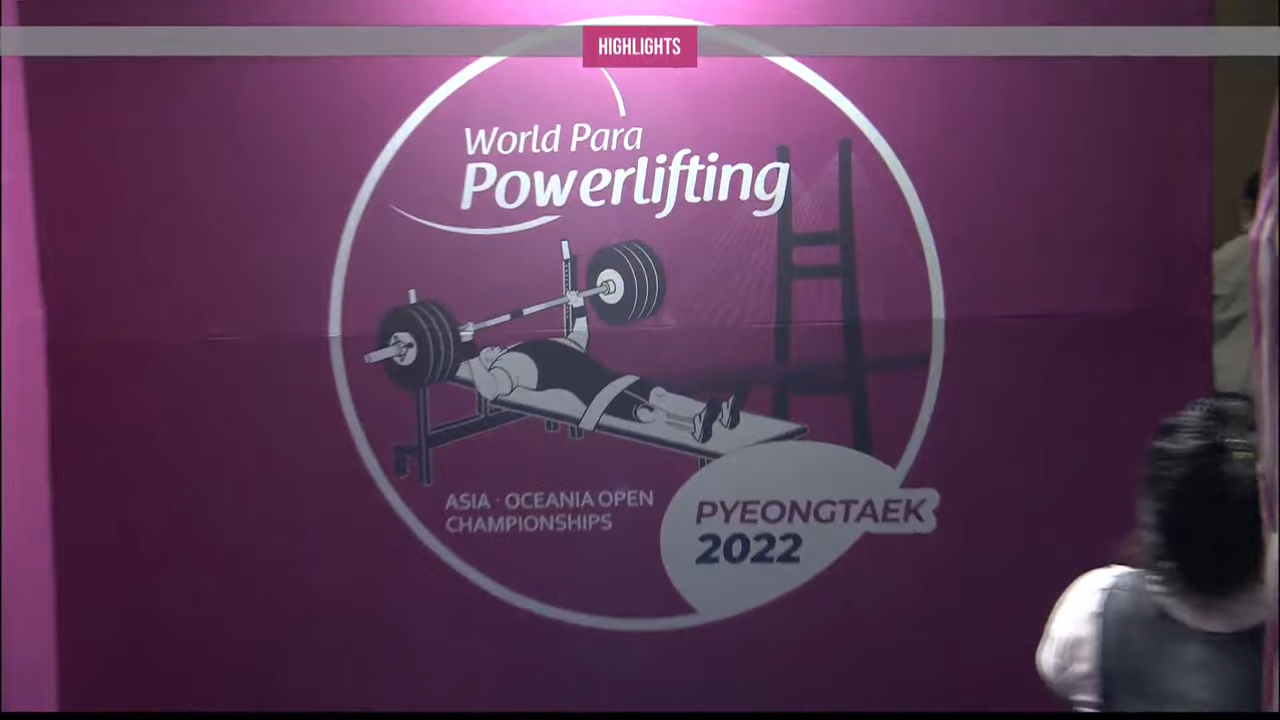 HIGHLIGHTS
World Para
Powerlifting
ASIA · OCEANIA OPEN
CHAMPIONSHIPS
PYEONGTAEK
2022